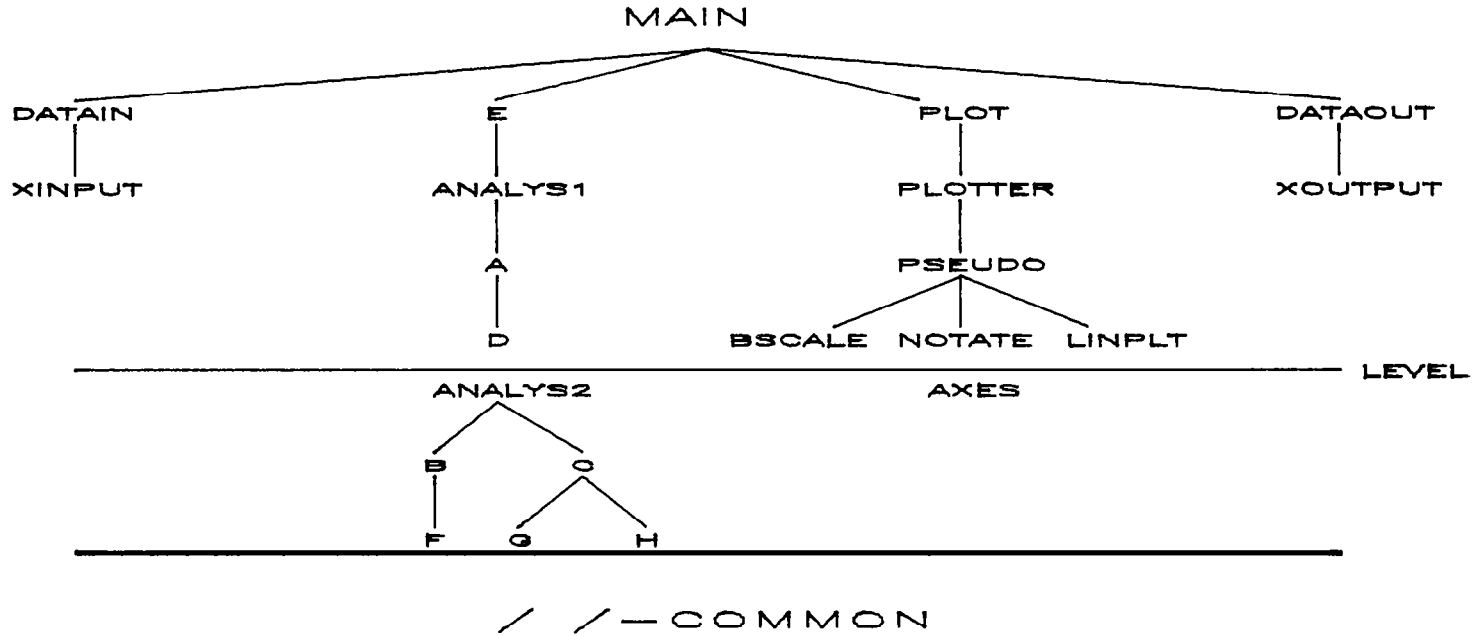 MAIN
DATAIN E PLOT DATAOUT
XINPUT ANALYS1 PLOTTER XOUTPUT
A PSEUDO
D BSCALE NOTATE LINPLT
LEVEL
ANALYS2 AXES
B C
F G H
/ /-COMMON